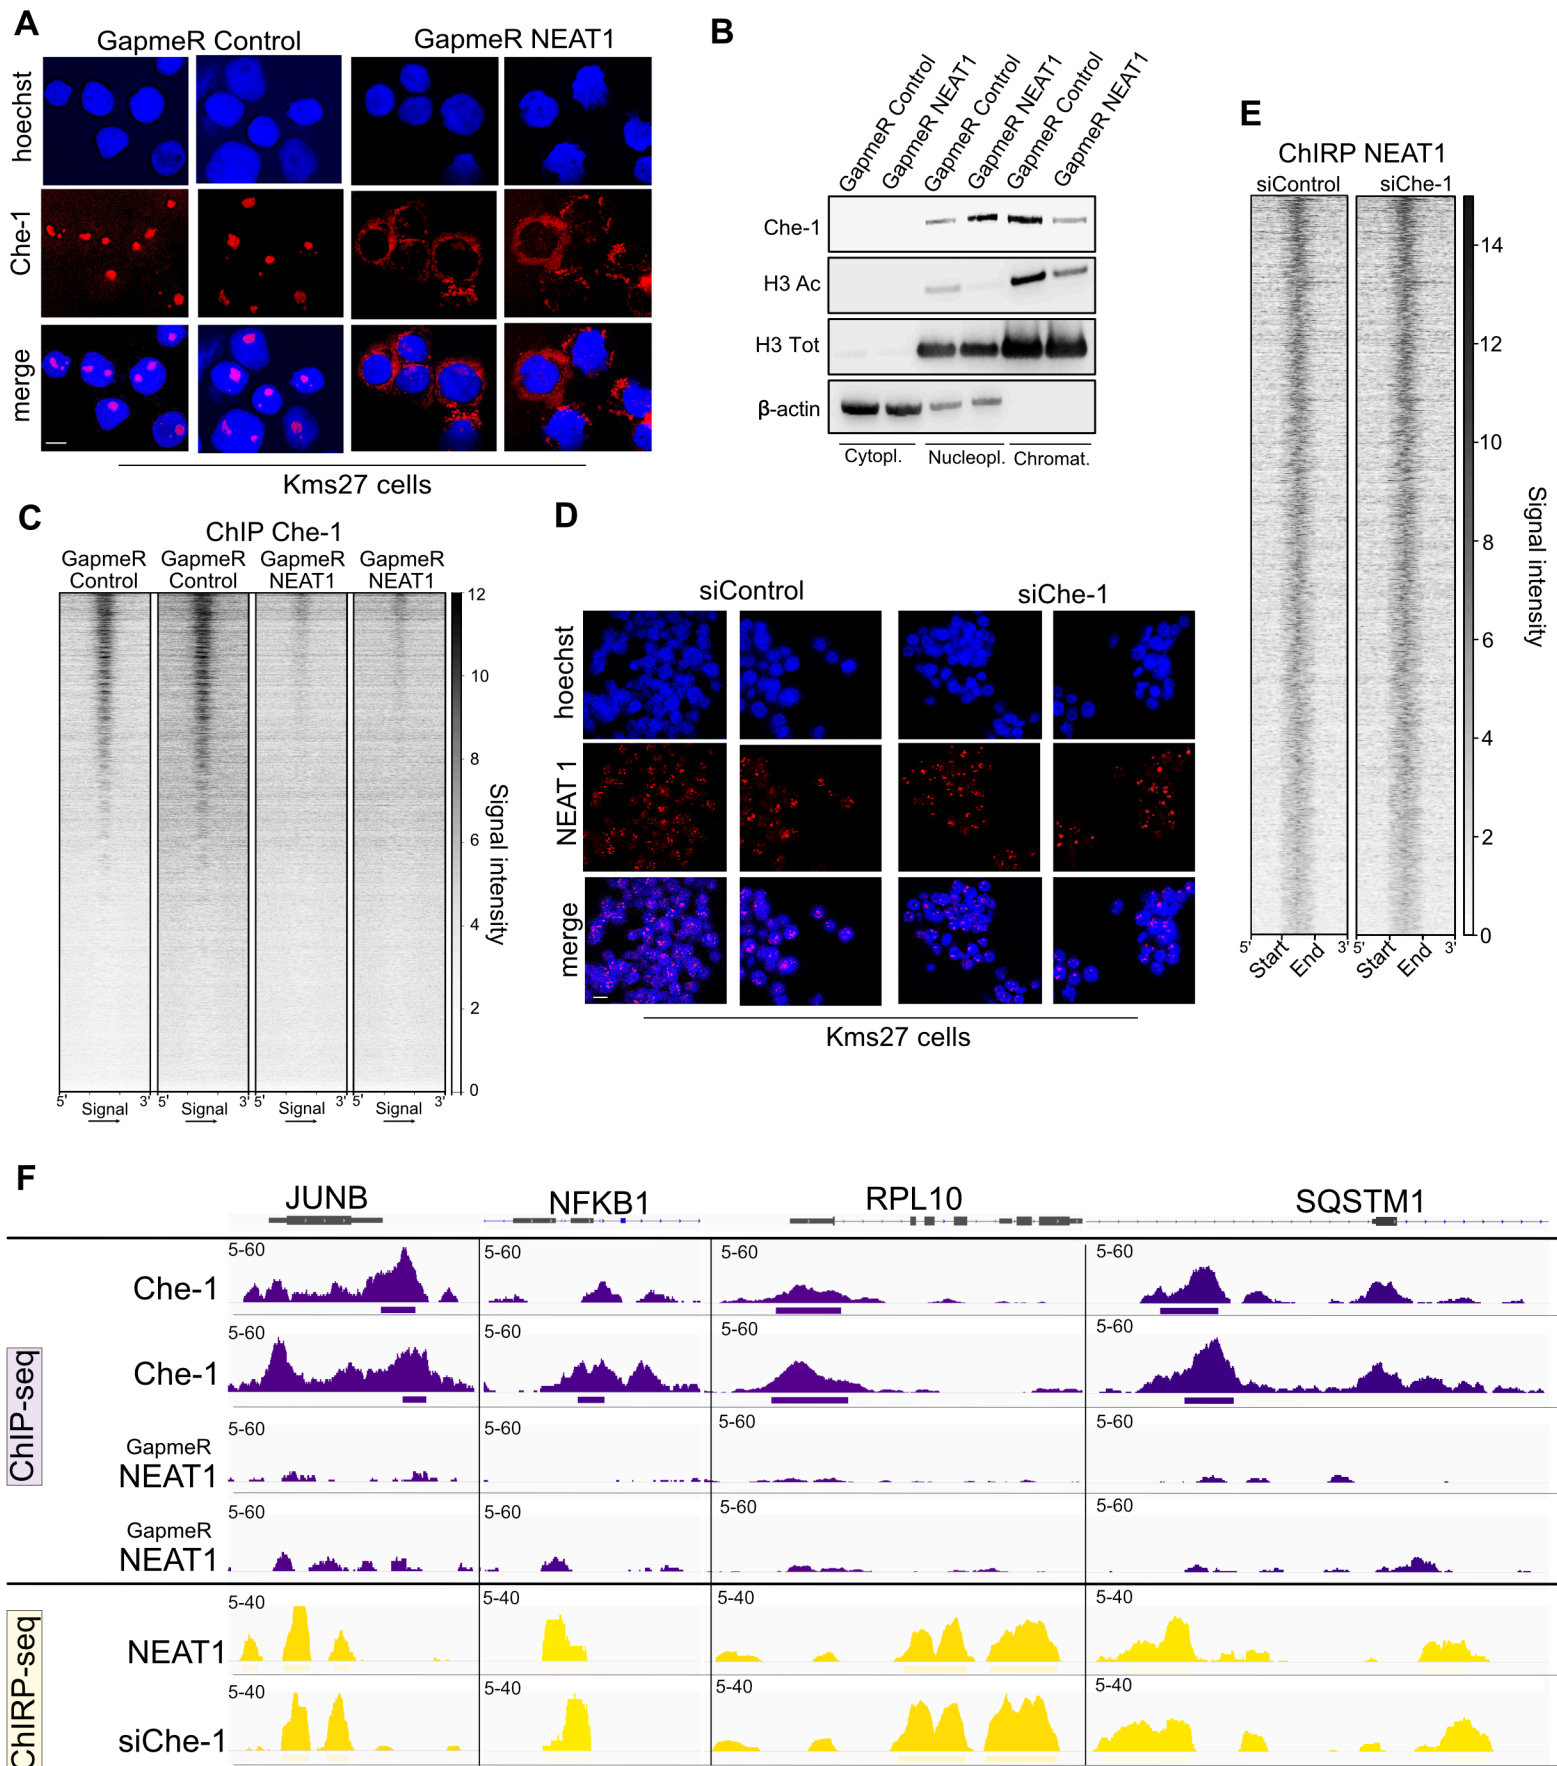 A
GapmeR Control
GapmeR NEAT1
hoechst
Che-1
merge
Kms27 cells
B
GapmeR Control
GapmeR NEAT1
GapmeR Control
GapmeR NEAT1
GapmeR Control
GapmeR NEAT1
Che-1
H3 Ac
H3 Tot
β-actin
Cytopl.
Nucleopl.
Chromat.
C
ChIP Che-1
GapmeR Control
GapmeR Control
GapmeR NEAT1
GapmeR NEAT1
12
10
8
6
4
2
0
Signal intensity
5' Signal 3'
5' Signal 3'
5' Signal 3'
5' Signal 3'
D
siControl
siChe-1
hoechst
NEAT 1
merge
Kms27 cells
E
ChIRP NEAT1
siControl
siChe-1
14
12
10
8
6
4
2
0
Signal intensity
5' Start End 3'
5' Start End 3'
F
JUNB
NFKB1
RPL10
SQSTM1
ChIP-seq
Che-1
5-60
5-60
5-60
5-60
Che-1
5-60
5-60
5-60
5-60
GapmeR
NEAT1
5-60
5-60
5-60
5-60
GapmeR
NEAT1
5-60
5-60
5-60
5-60
ChIRP-seq
NEAT1
5-40
5-40
5-40
5-40
siChe-1
5-40
5-40
5-40
5-40